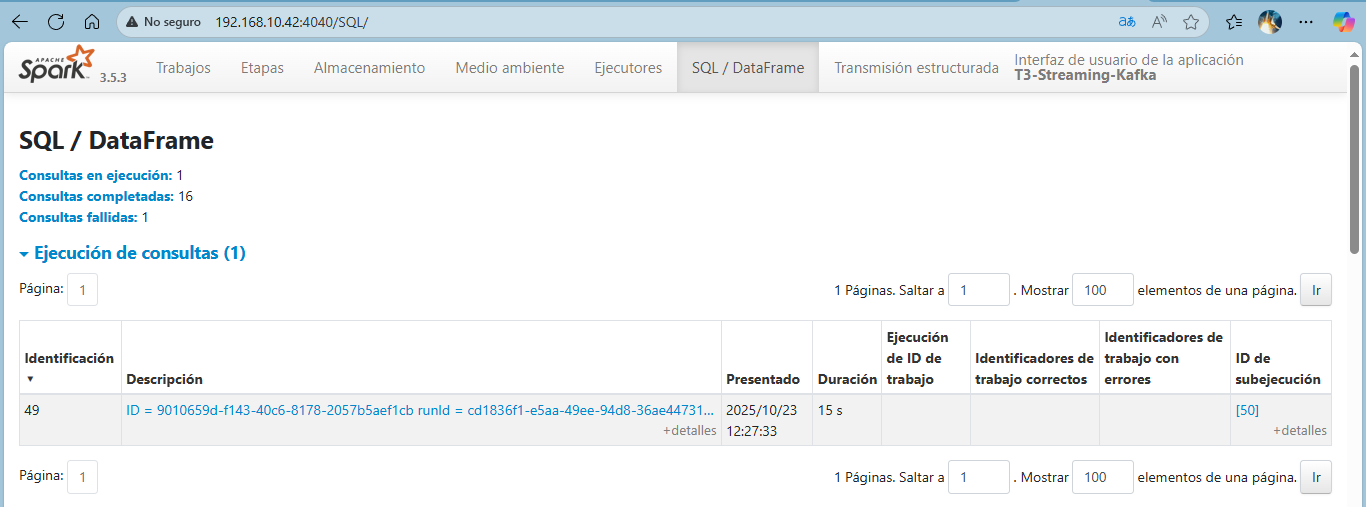 No seguro 192.168.10.42:4040/SQL/
APACHE Spark 3.5.3 Trabajos Etapas Almacenamiento Medio ambiente Ejecutores SQL / DataFrame Transmisión estructurada Interfaz de usuario de la aplicación
T3-Streaming-Kafka
SQL / DataFrame
Consultas en ejecución: 1
Consultas completadas: 16
Consultas fallidas: 1
Ejecución de consultas (1)
Página: 1 1 Páginas. Saltar a 1 . Mostrar 100 elementos de una página. Ir
Identificación Descripción Presentado Duración Ejecución de ID de trabajo Identificadores de trabajo correctos Identificadores de trabajo con errores ID de subejecución
49 ID = 9010659d-f143-40c6-8178-2057b5aef1cb runId = cd1836f1-e5aa-49ee-94d8-36ae44731... 2025/10/23 15 s [50]
+detalles 12:27:33 +detalles
Página: 1 1 Páginas. Saltar a 1 . Mostrar 100 elementos de una página. Ir